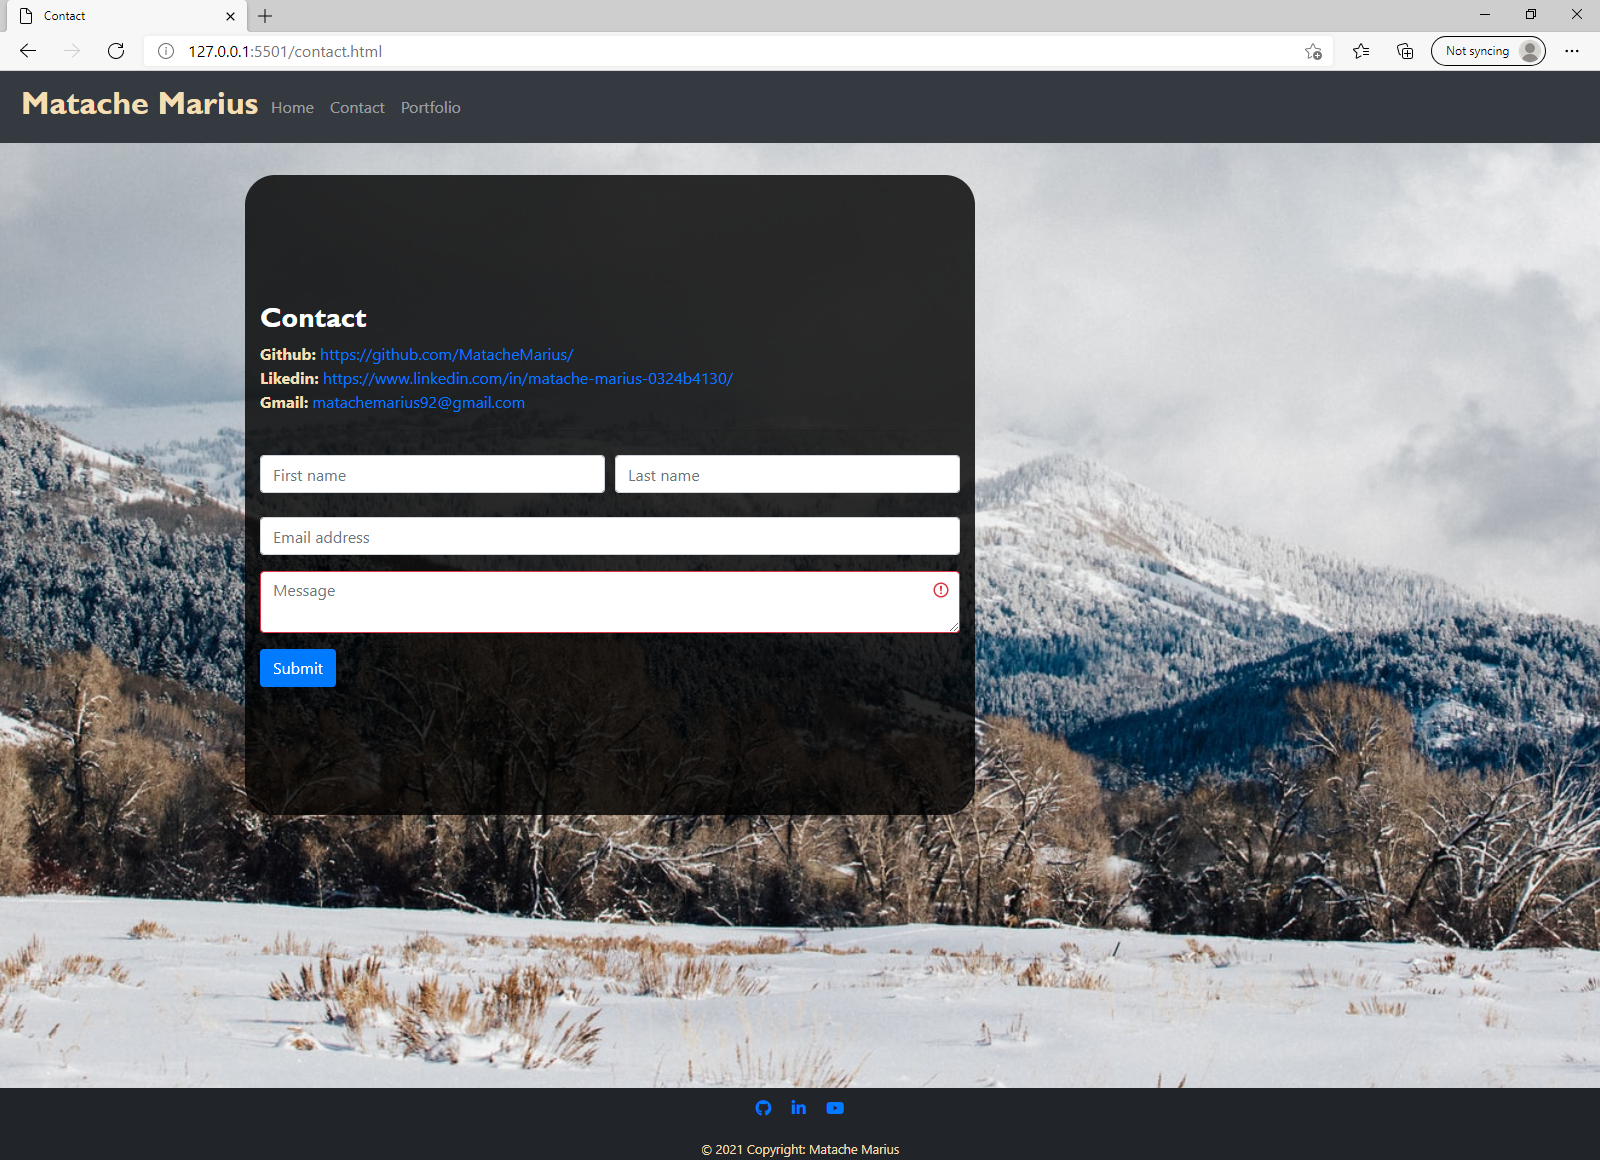 Contact
127.0.0.1:5501/contact.html
Not syncing
Matache Marius Home Contact Portfolio
Contact
Github: https://github.com/MatacheMarius/
Likedin: https://www.linkedin.com/in/matache-marius-0324b4130/
Gmail: matachemarius92@gmail.com
First name Last name
Email address
Message
Submit
© 2021 Copyright: Matache Marius